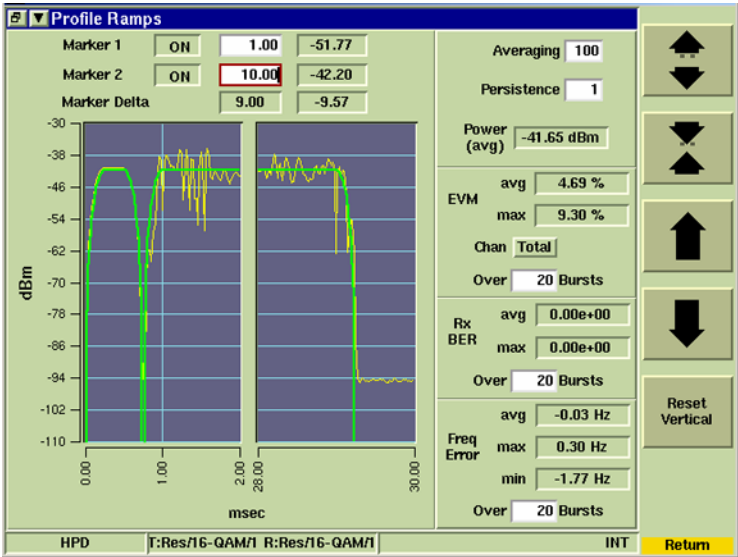 Profile Ramps
Marker 1 ON 1.00 -51.77
Marker 2 ON 10.00 -42.20
Marker Delta 9.00 -9.57
Averaging 100
Persistence 1
Power (avg) -41.65 dBm
EVM
avg 4.69 %
max 9.30 %
Chan Total
Over 20 Bursts
Rx BER
avg 0.00e+00
max 0.00e+00
Over 20 Bursts
Freq Error
avg -0.03 Hz
max 0.30 Hz
min -1.77 Hz
Over 20 Bursts
dBm
-30
-38
-46
-54
-62
-70
-78
-86
-94
-102
-110
0.00 1.00 2.00 28.00 30.00
msec
Reset
Vertical
HPD T:Res/16-QAM/1 R:Res/16-QAM/1 INT Return